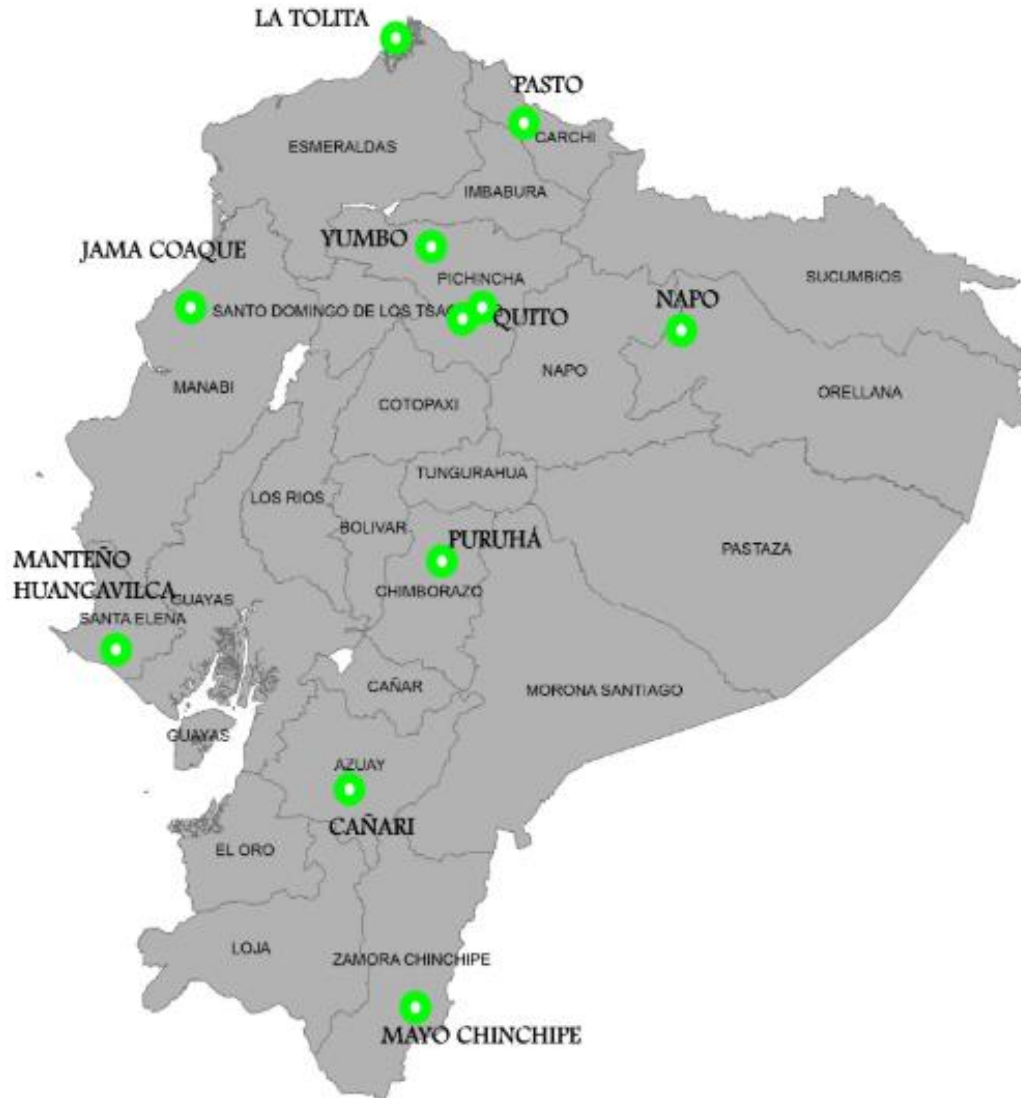 LA TOLITA
PASTO
CARCHI
ESMERALDAS
IMBABURA
JAMA COAQUE
YUMBO
PICHINCHA
SUCUMBIOS
NAPO
SANTO DOMINGO DE LOS TSAC
QUITO
NAPO
MANABI
ORELLANA
COTOPAXI
TUNGURAHUA
LOS RIOS
BOLIVAR
PURUHÁ
PASTAZA
MANTEÑO
HUANCAVILCA
CHIMBORAZO
GUAYAS
SANTA ELENA
CAÑAR
MORONA SANTIAGO
GUAYAS
AZUAY
CAÑARI
EL ORO
LOJA
ZAMORA CHINCHIPE
MAYO CHINCHIPE